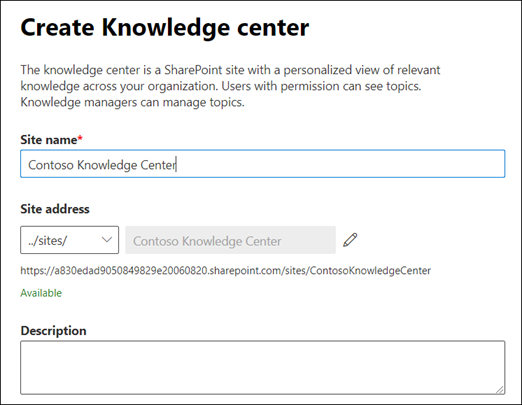 Create Knowledge center
The knowledge center is a SharePoint site with a personalized view of relevant
knowledge across your organization. Users with permission can see topics.
Knowledge managers can manage topics.
Site name*
Contoso Knowledge Center
Site address
../sites/ Contoso Knowledge Center
https://a830edad9050849829e20060820.sharepoint.com/sites/ContosoKnowledgeCenter
Available
Description